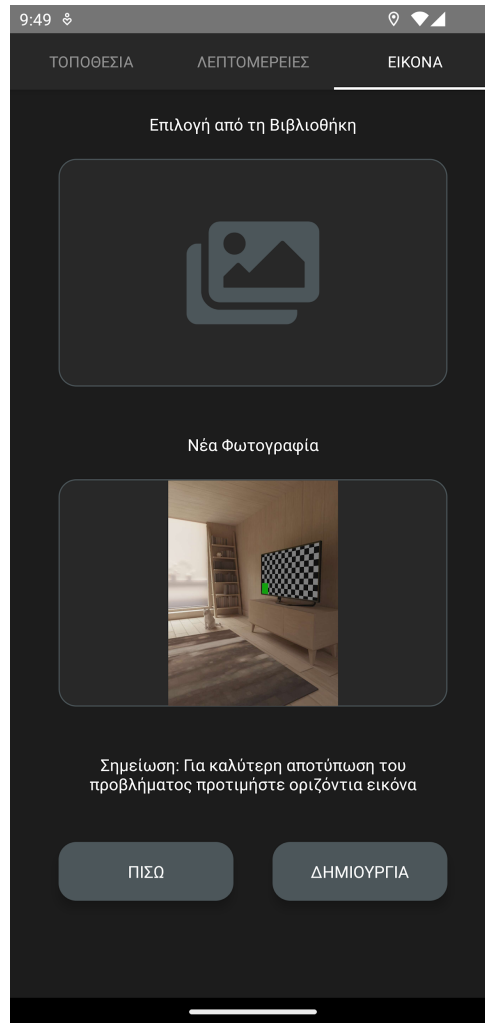 9:49
ΤΟΠΟΘΕΣΙΑ ΛΕΠΤΟΜΕΡΕΙΕΣ ΕΙΚΟΝΑ
Επιλογή από τη Βιβλιοθήκη
Νέα Φωτογραφία
Σημείωση: Για καλύτερη αποτύπωση του
προβλήματος προτιμήστε οριζόντια εικόνα
ΠΙΣΩ ΔΗΜΙΟΥΡΓΙΑ